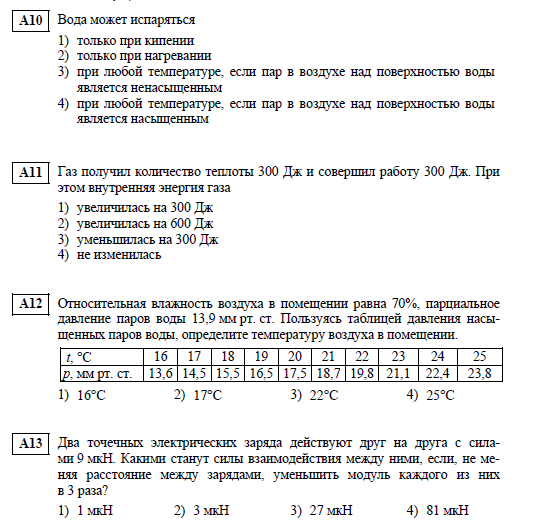 A10 Вода может испаряться
1) только при кипении
2) только при нагревании
3) при любой температуре, если пар в воздухе над поверхностью воды
является ненасыщенным
4) при любой температуре, если пар в воздухе над поверхностью воды
является насыщенным
A11 Газ получил количество теплоты 300 Дж и совершил работу 300 Дж. При
этом внутренняя энергия газа
1) увеличилась на 300 Дж
2) увеличилась на 600 Дж
3) уменьшилась на 300 Дж
4) не изменилась
A12 Относительная влажность воздуха в помещении равна 70%, парциальное
давление паров воды 13,9 мм рт. ст. Пользуясь таблицей давления насы-
щенных паров воды, определите температуру воздуха в помещении.
t, °C 16 17 18 19 20 21 22 23 24 25
p, мм рт. ст. 13,6 14,5 15,5 16,5 17,5 18,7 19,8 21,1 22,4 23,8
1) 16°C 2) 17°C 3) 22°C 4) 25°C
A13 Два точечных электрических заряда действуют друг на друга с сила-
ми 9 мкН. Какими станут силы взаимодействия между ними, если, не ме-
няя расстояние между зарядами, уменьшить модуль каждого из них
в 3 раза?
1) 1 мкН 2) 3 мкН 3) 27 мкН 4) 81 мкН